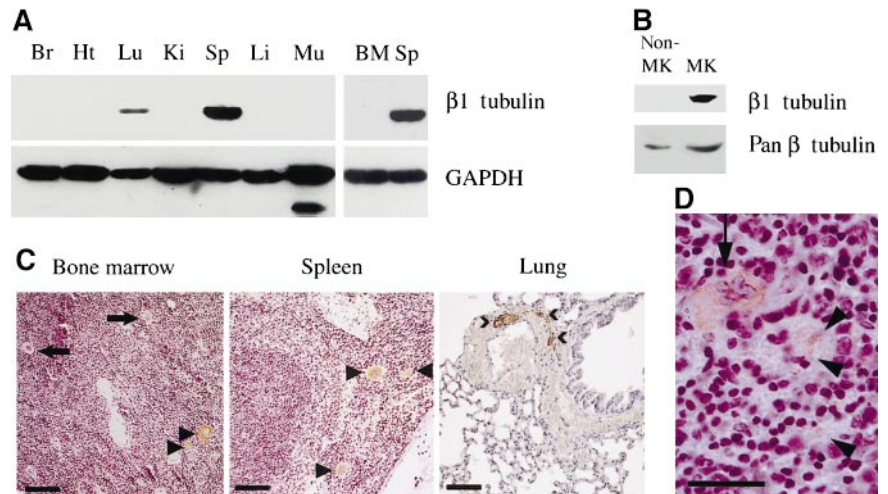 A
Br Ht Lu Ki Sp Li Mu BM Sp
β1 tubulin
GAPDH
B
Non-
MK MK
β1 tubulin
Pan β tubulin
C
Bone marrow Spleen Lung
D